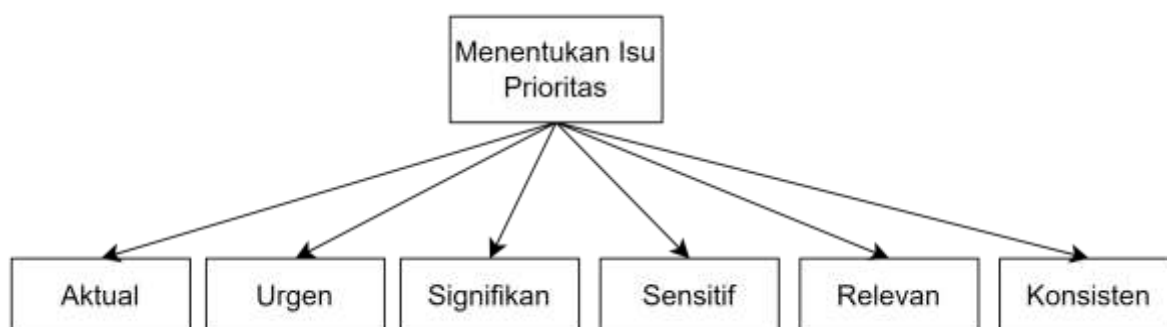 Menentukan Isu
Prioritas
Aktual
Urgen
Signifikan
Sensitif
Relevan
Konsisten